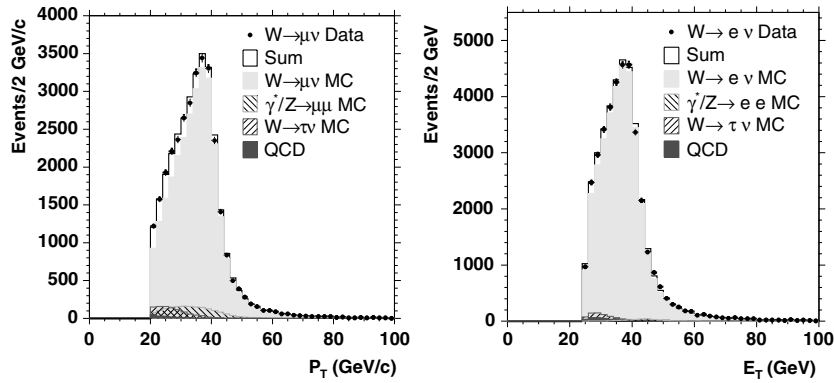 Events/2 GeV/c
4000
3500
3000
2500
2000
1500
1000
500
0
W→μν Data
Sum
W→μν MC
γ*/Z→μμ MC
W→τν MC
QCD
0 20 40 60 80 100
P_T (GeV/c)
Events/2 GeV
5000
4000
3000
2000
1000
0
W→ e ν Data
Sum
W→ e ν MC
γ*/Z→ e e MC
W→ τ ν MC
QCD
0 20 40 60 80 100
E_T (GeV)